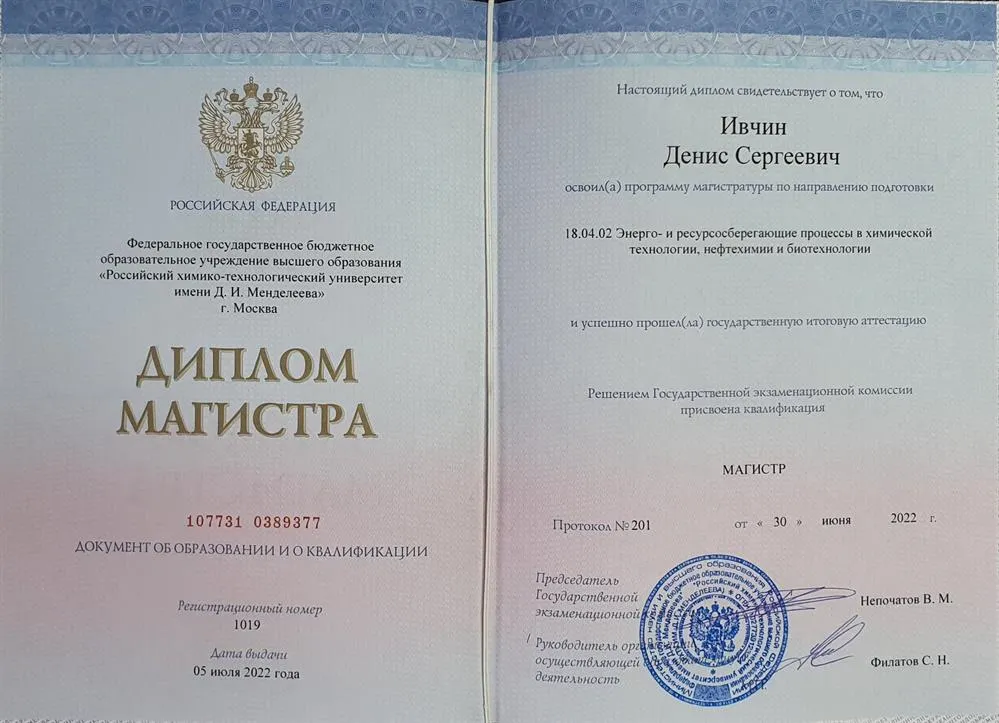 РОССИЙСКАЯ ФЕДЕРАЦИЯ
Федеральное государственное бюджетное
образовательное учреждение высшего образования
«Российский химико-технологический университет
имени Д. И. Менделеева»
г. Москва
ДИПЛОМ
МАГИСТРА
107731 0389377
ДОКУМЕНТ ОБ ОБРАЗОВАНИИ И О КВАЛИФИКАЦИИ
Регистрационный номер
1019
Дата выдачи
05 июля 2022 года
Настоящий диплом свидетельствует о том, что
Ивчин
Денис Сергеевич
освоил(а) программу магистратуры по направлению подготовки
18.04.02 Энерго- и ресурсосберегающие процессы в химической
технологии, нефтехимии и биотехнологии
и успешно прошел(ла) государственную итоговую аттестацию
Решением Государственной экзаменационной комиссии
присвоена квалификация
МАГИСТР
Протокол № 201 от « 30 » июня 2022 г.
Председатель
Государственной
экзаменационной
Непочатов В. М.
Руководитель
осуществляющей
деятельность
Филатов С. Н.